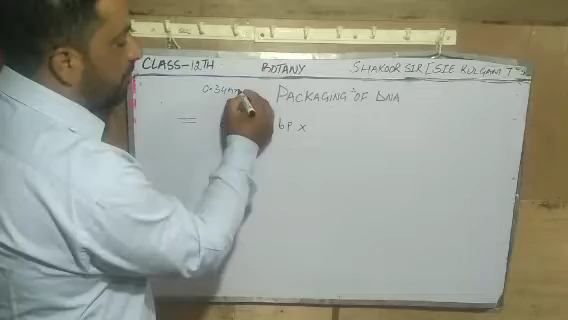 CLASS-12TH BOTANY SHAKOOR SIR [SIE KULGAM
0.34nm PACKAGING OF DNA
= bp x